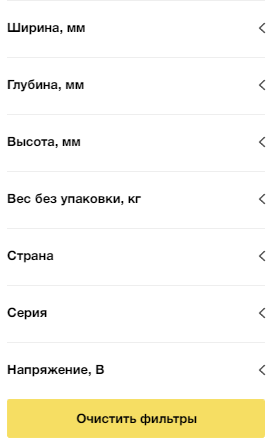 Ширина, мм
Глубина, мм
Высота, мм
Вес без упаковки, кг
Страна
Серия
Напряжение, В
Очистить фильтры